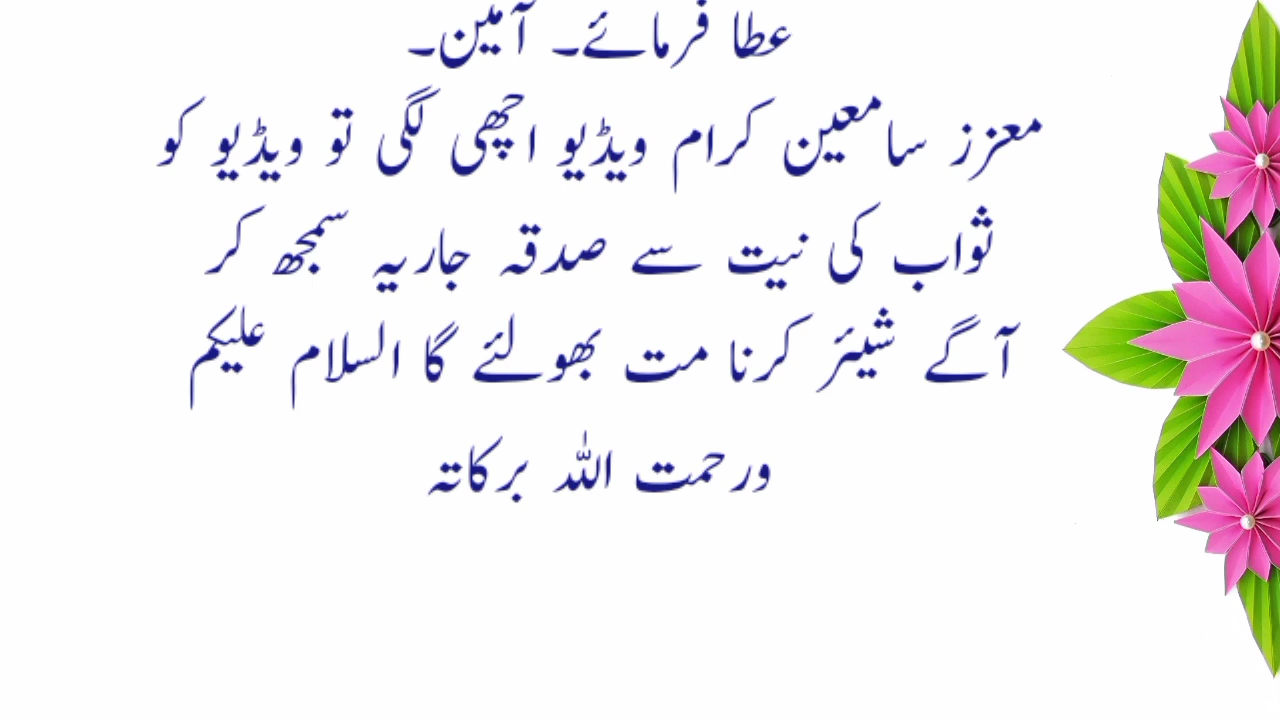 عطا فرمائے۔ آمین۔
معزز سامعین کرام ویڈیو اچھی لگی تو ویڈیو کو
ثواب کی نیت سے صدقہ جاریہ سمجھ کر
آگے شیئر کرنا مت بھولئے گا السلام علیکم
ورحمت اللہ برکاتہ